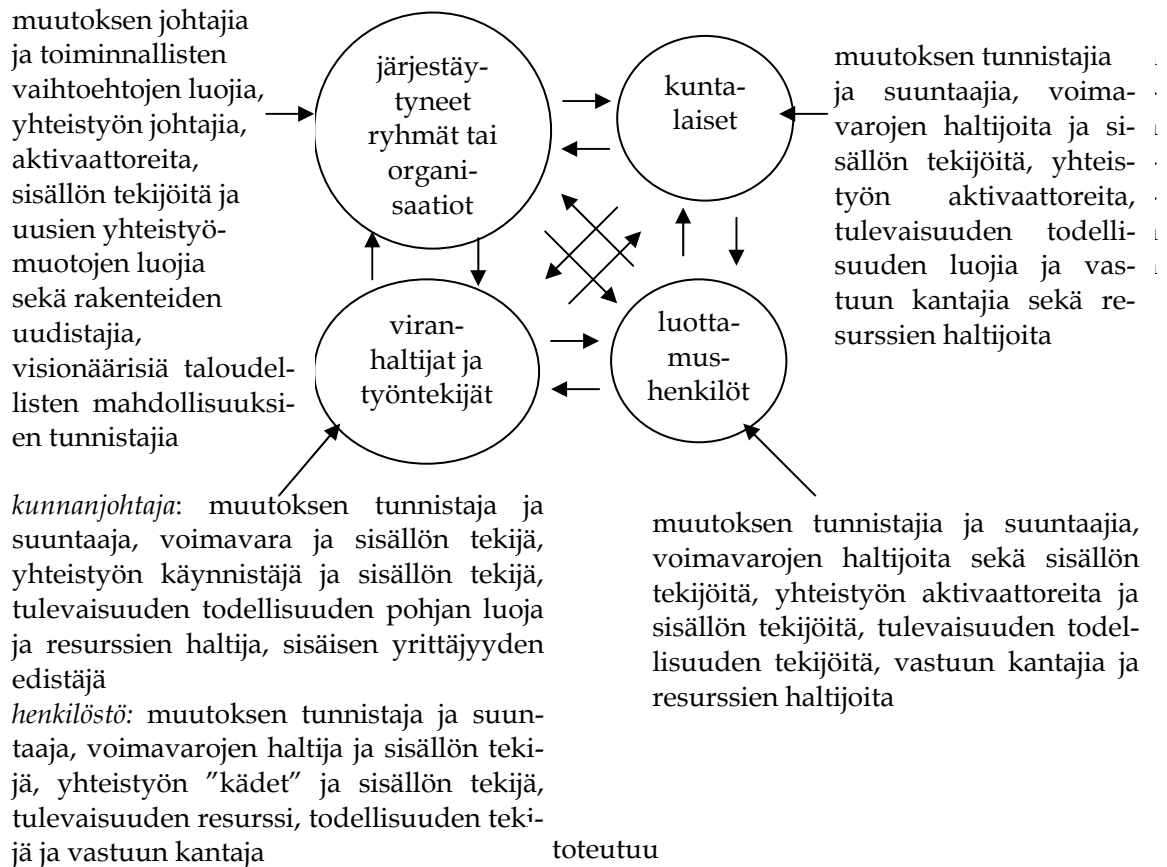 muutoksen johtajia
ja toiminnallisten
vaihtoehtojen luojia,
yhteistyön johtajia,
aktivaattoreita,
sisällön tekijöitä ja
uusien yhteistyö-
muotojen luojia
sekä rakenteiden
uudistajia,
visionäärisiä taloudel-
listen mahdollisuuksi-
en tunnistajia
järjestäy-
tyneet
ryhmät tai
organi-
saatiot
kunta-
laiset
muutoksen tunnistajia
ja suuntaajia, voima-
varojen haltijoita ja si-
sällön tekijöitä, yhteis-
työn aktivaattoreita,
tulevaisuuden todelli-
suuden luojia ja vas-
tuun kantajia sekä re-
surssien haltijoita
viran-
haltijat ja
työntekijät
luotta-
mus-
henkilöt
kunnanjohtaja: muutoksen tunnistaja ja
suuntaaja, voimavara ja sisällön tekijä,
yhteistyön käynnistäjä ja sisällön tekijä,
tulevaisuuden todellisuuden pohjan luoja
ja resurssien haltija, sisäisen yrittäjyyden
edistäjä
henkilöstö: muutoksen tunnistaja ja suun-
taaja, voimavarojen haltija ja sisällön teki-
jä, yhteistyön ”kädet” ja sisällön tekijä,
tulevaisuuden resurssi, todellisuuden teki-
jä ja vastuun kantaja
muutoksen tunnistajia ja suuntaajia,
voimavarojen haltijoita sekä sisällön
tekijöitä, yhteistyön aktivaattoreita ja
sisällön tekijöitä, tulevaisuuden todel-
lisuuden tekijöitä, vastuun kantajia ja
resurssien haltijoita
toteutuu